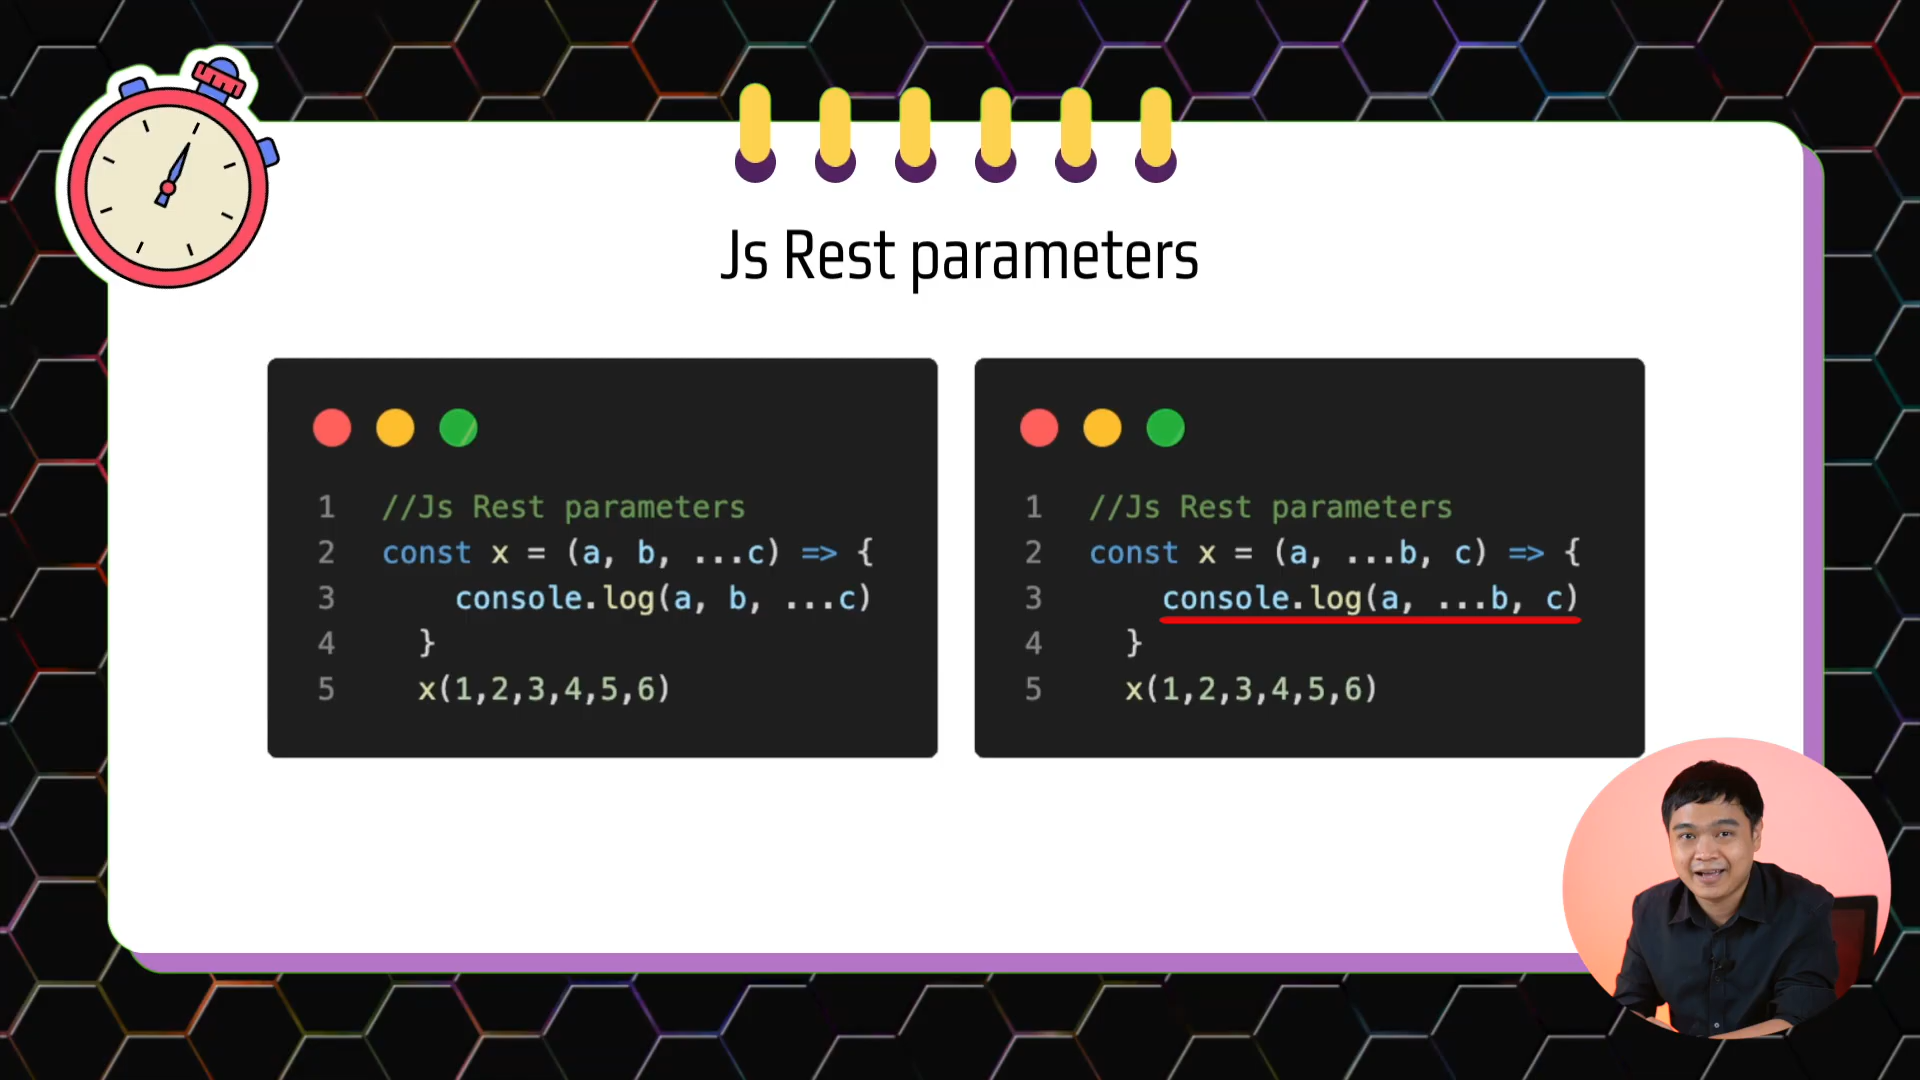 Js Rest parameters
1 //Js Rest parameters
2 const x = (a, b, ...c) => {
3 console.log(a, b, ...c)
4 }
5 x(1,2,3,4,5,6)
1 //Js Rest parameters
2 const x = (a, ...b, c) => {
3 console.log(a, ...b, c)
4 }
5 x(1,2,3,4,5,6)